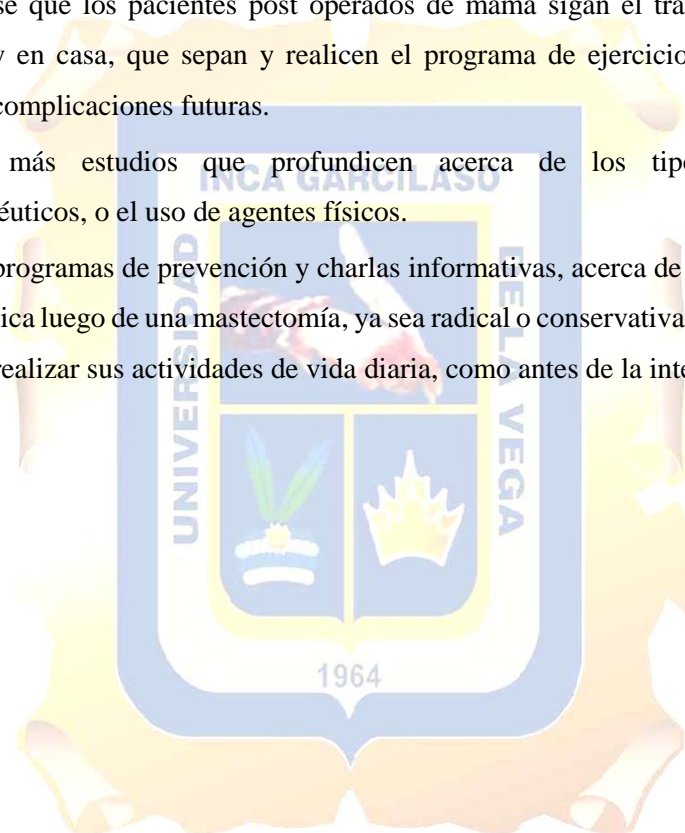 se que los pacientes post operados de mama sigan el tra
y en casa, que sepan y realicen el programa de ejercicio
complicaciones futuras.
más estudios que profundicen acerca de los tipo
éuticos, o el uso de agentes físicos.
programas de prevención y charlas informativas, acerca de
ica luego de una mastectomía, ya sea radical o conservativa
realizar sus actividades de vida diaria, como antes de la inte
INCA GARCILASO
UNIVERSIDAD
DE LA VEGA
1964